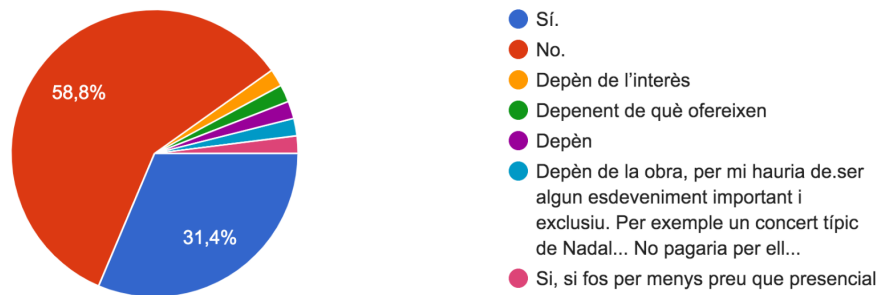 58,8%
31,4%
Sí.
No.
Depèn de l'interès
Depenent de què ofereixen
Depèn
Depèn de la obra, per mi hauria de.ser
algun esdeveniment important i
exclusiu. Per exemple un concert típic
de Nadal... No pagaria per ell...
Si, si fos per menys preu que presencial